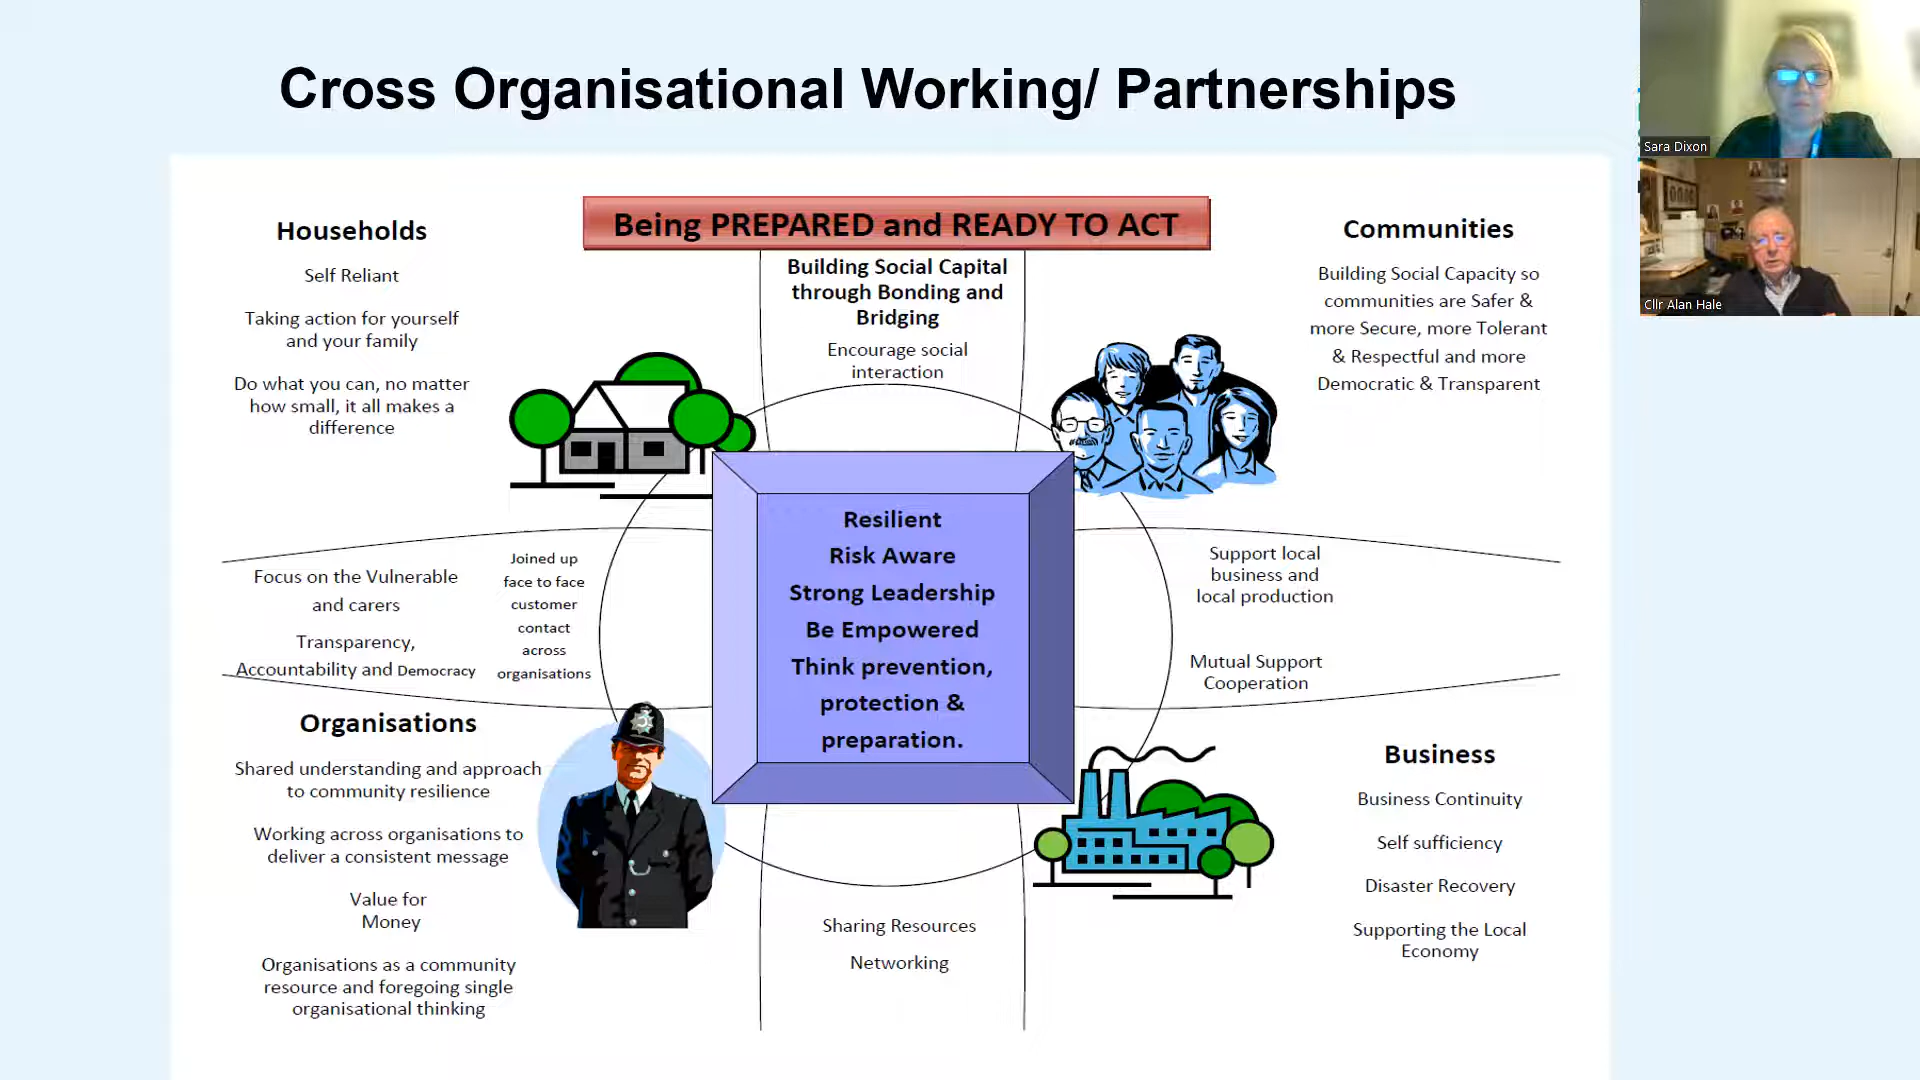 Cross Organisational Working/ Partnerships
Being PREPARED and READY TO ACT
Households
Self Reliant
Taking action for yourself
and your family
Do what you can, no matter
how small, it all makes a
difference
Building Social Capital
through Bonding and
Bridging
Encourage social
interaction
Communities
Building Social Capacity so
communities are Safer &
more Secure, more Tolerant
& Respectful and more
Democratic & Transparent
Focus on the Vulnerable
and carers
Transparency,
Accountability and Democracy
Joined up
face to face
customer
contact
across
organisations
Resilient
Risk Aware
Strong Leadership
Be Empowered
Think prevention,
protection &
preparation.
Support local
business and
local production
Mutual Support
Cooperation
Organisations
Shared understanding and approach
to community resilience
Working across organisations to
deliver a consistent message
Value for
Money
Organisations as a community
resource and foregoing single
organisational thinking
Sharing Resources
Networking
Business
Business Continuity
Self sufficiency
Disaster Recovery
Supporting the Local
Economy
Sara Dixon
Cllr Alan Hale